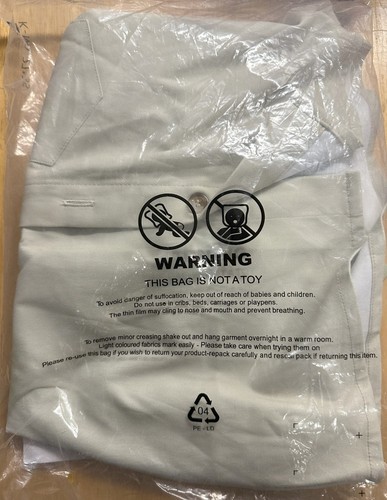 WARNING
THIS BAG IS NOT A TOY
To avoid danger of suffocation, keep out of reach of babies and children.
Do not use in cribs, beds, carriages or playpens.
The thin film may cling to nose and mouth and prevent breathing.
To remove minor creasing shake out and hang garment overnight in a warm room.
Light coloured fabrics mark easily - Please take care when trying them on
Please re-use this bag if you wish to return your product-repack carefully and reseal pack if returning this item.
04
PE - LD